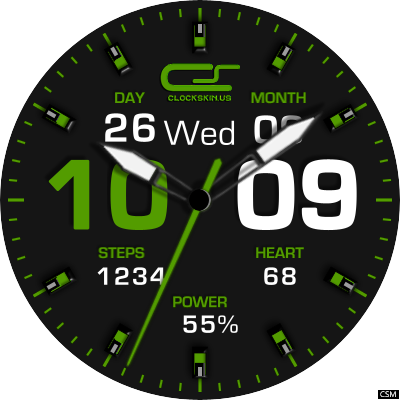 CLOCKSKIN.US
DAY MONTH
26 Wed
10 09
STEPS HEART
1234 68
POWER
55%
CSM